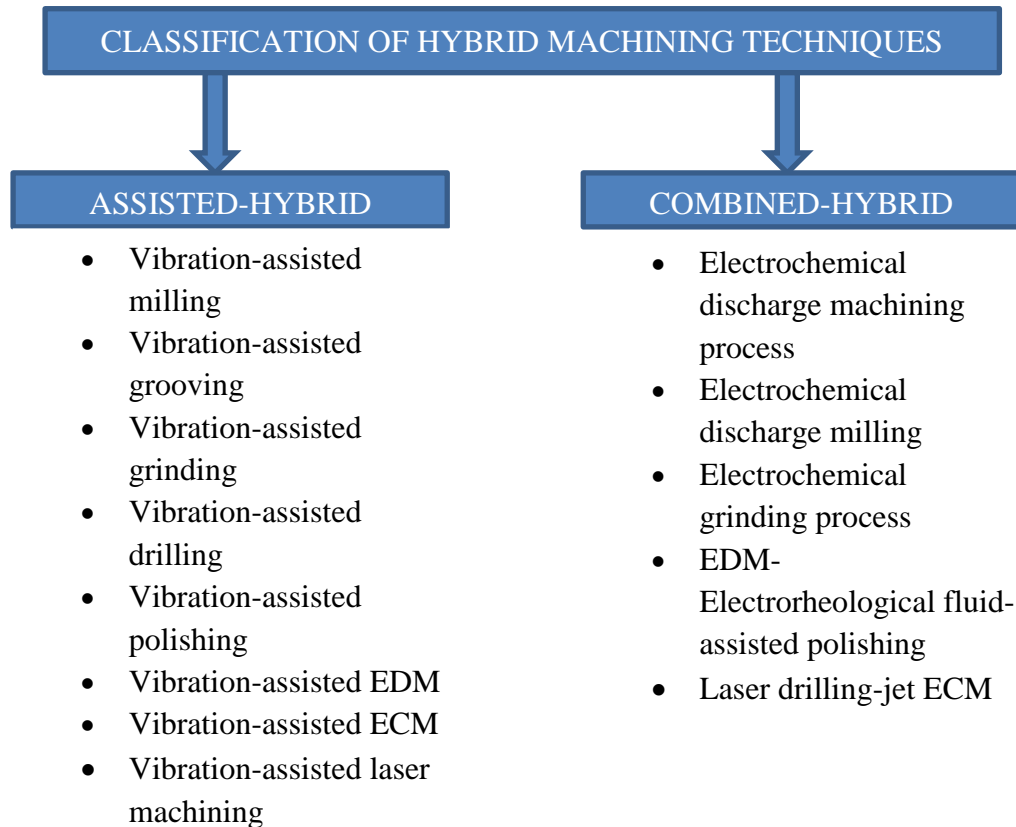 CLASSIFICATION OF HYBRID MACHINING TECHNIQUES
ASSISTED-HYBRID
• Vibration-assisted
milling
• Vibration-assisted
grooving
• Vibration-assisted
grinding
• Vibration-assisted
drilling
• Vibration-assisted
polishing
• Vibration-assisted EDM
• Vibration-assisted ECM
• Vibration-assisted laser
machining
COMBINED-HYBRID
• Electrochemical
discharge machining
process
• Electrochemical
discharge milling
• Electrochemical
grinding process
• EDM-
Electrorheological fluid-
assisted polishing
• Laser drilling-jet ECM